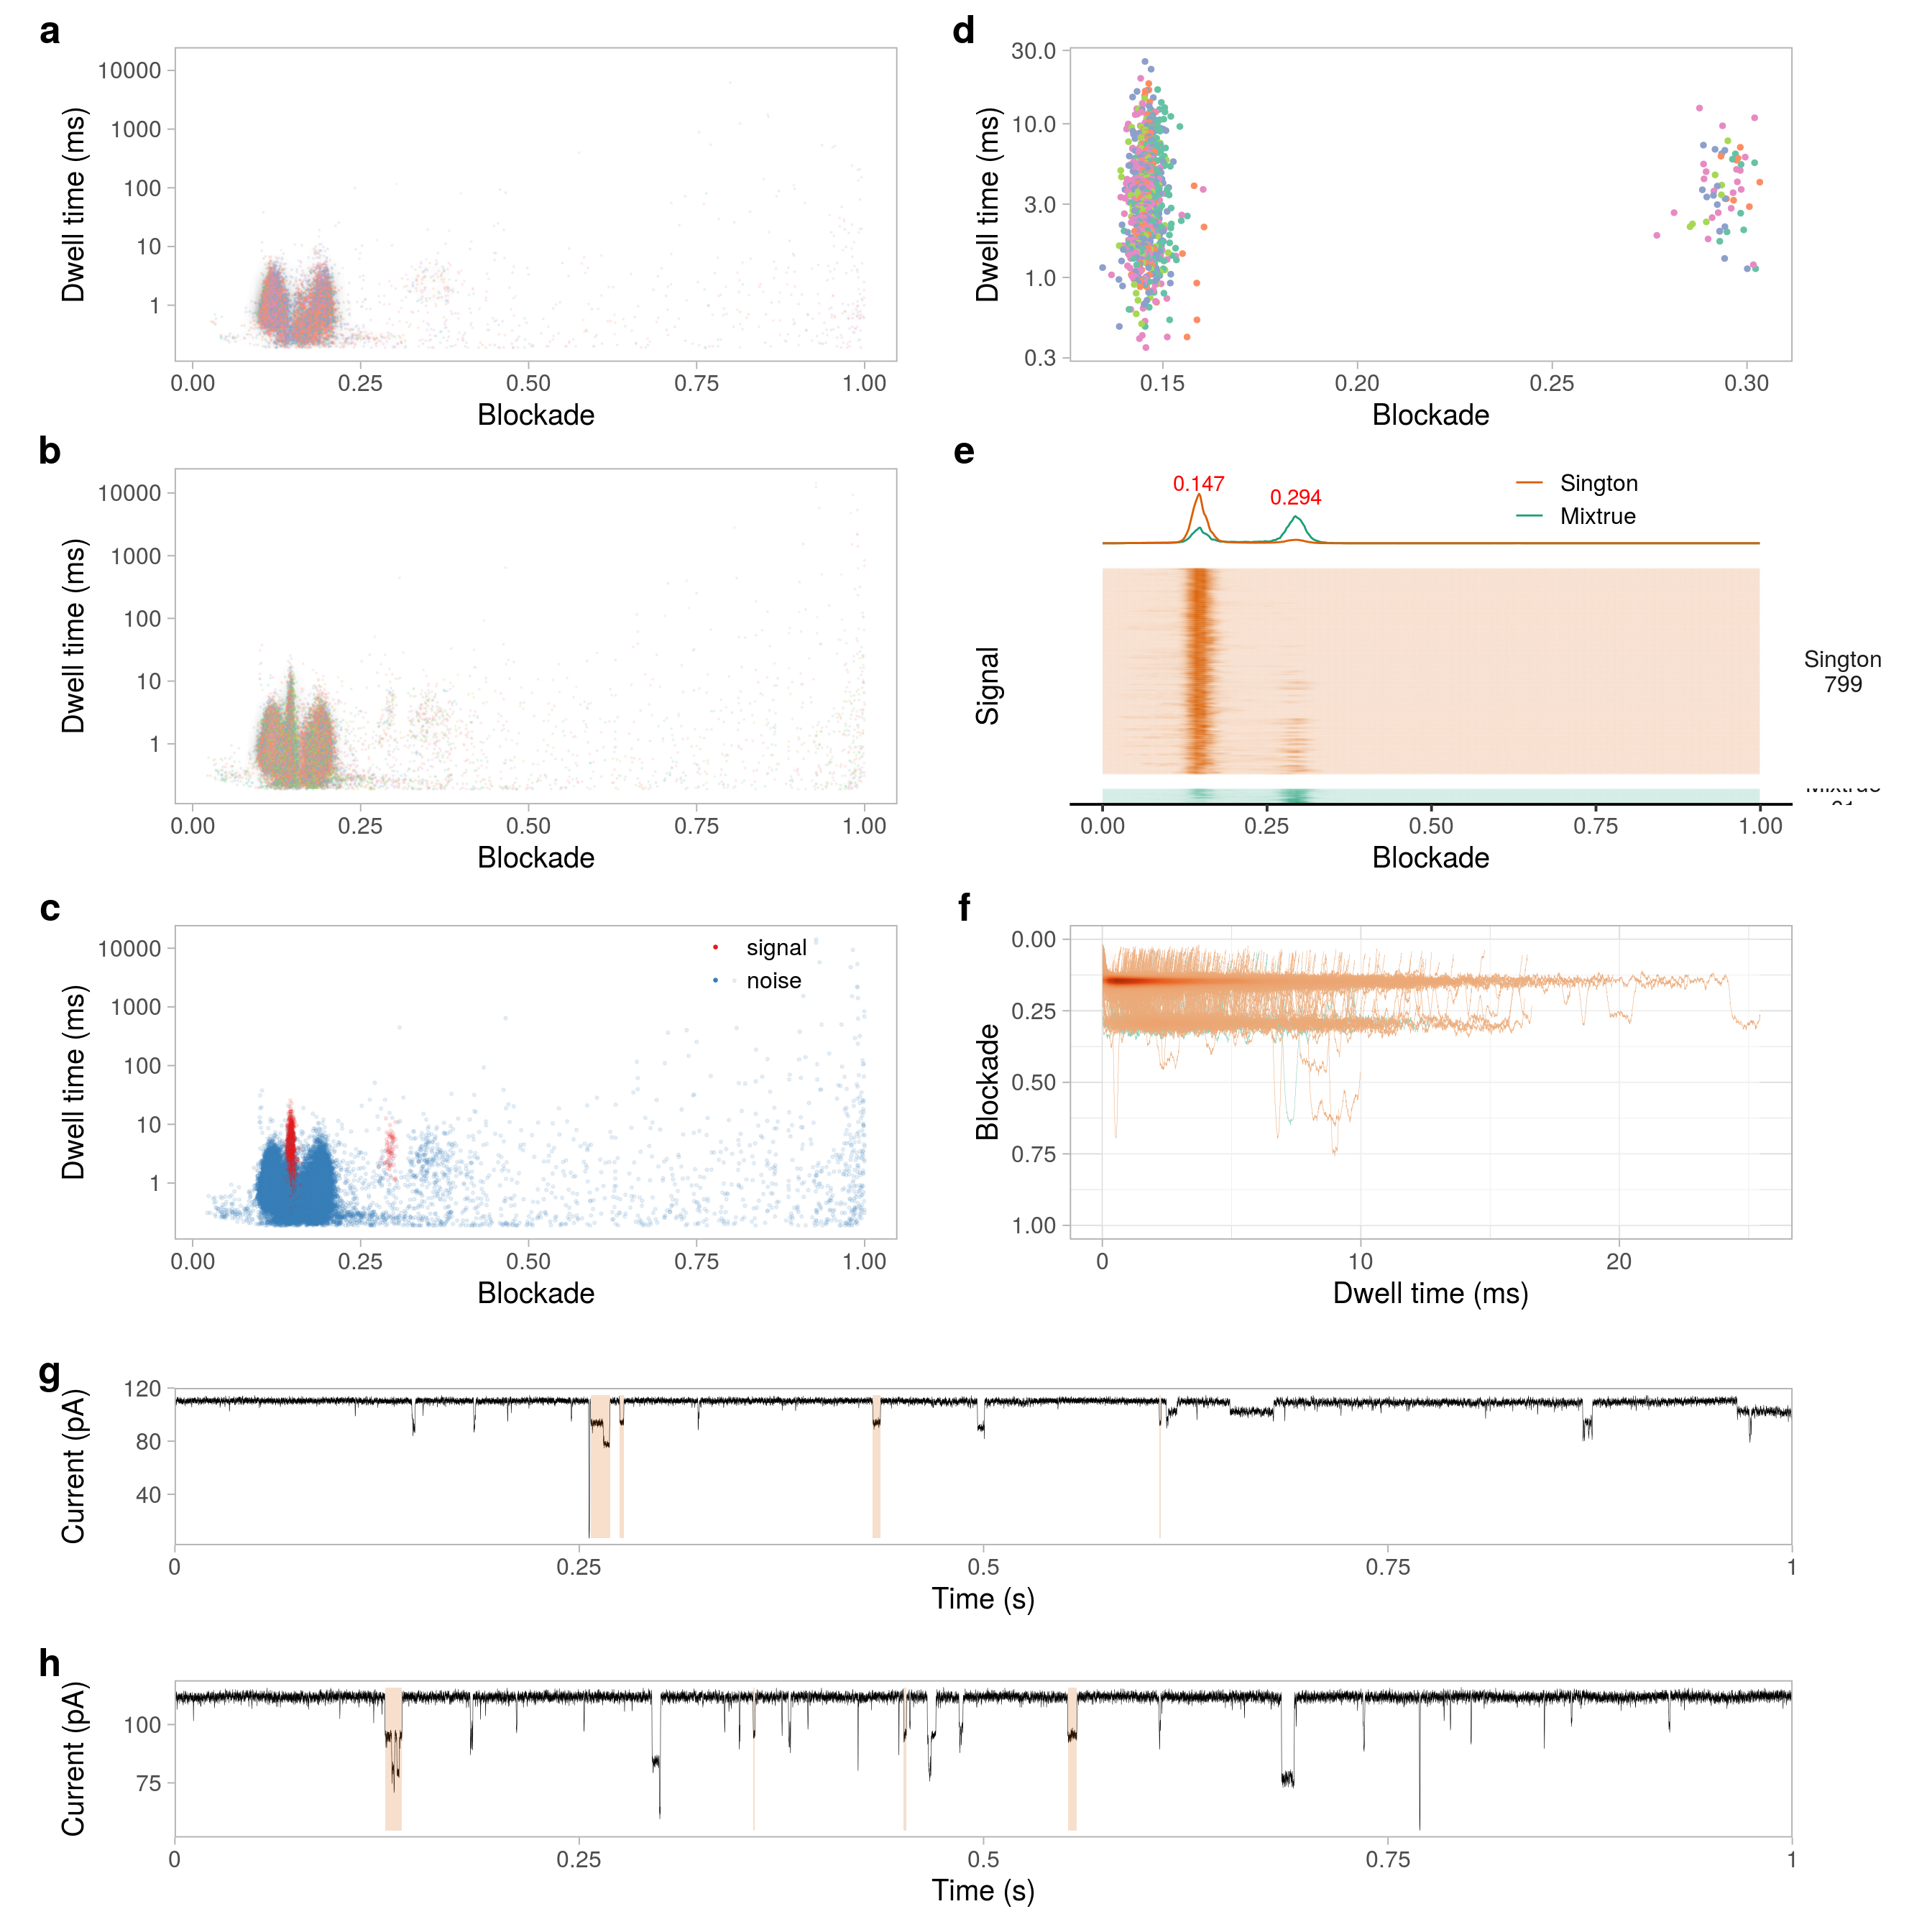 a
10000
1000
100
10
1
Dwell time (ms)
0.00 0.25 0.50 0.75 1.00
Blockade
b
10000
1000
100
10
1
Dwell time (ms)
0.00 0.25 0.50 0.75 1.00
Blockade
c
10000
1000
100
10
1
Dwell time (ms)
signal
noise
0.00 0.25 0.50 0.75 1.00
Blockade
d
30.0
10.0
3.0
1.0
0.3
Dwell time (ms)
0.15 0.20 0.25 0.30
Blockade
e
0.147
0.294
Sington
Mixtrue
Signal
Sington
799
0.00 0.25 0.50 0.75 1.00
Blockade
f
0.00
0.25
0.50
0.75
1.00
Blockade
0 10 20
Dwell time (ms)
g
120
80
40
Current (pA)
0 0.25 0.5 0.75 1
Time (s)
h
100
75
Current (pA)
0 0.25 0.5 0.75 1
Time (s)